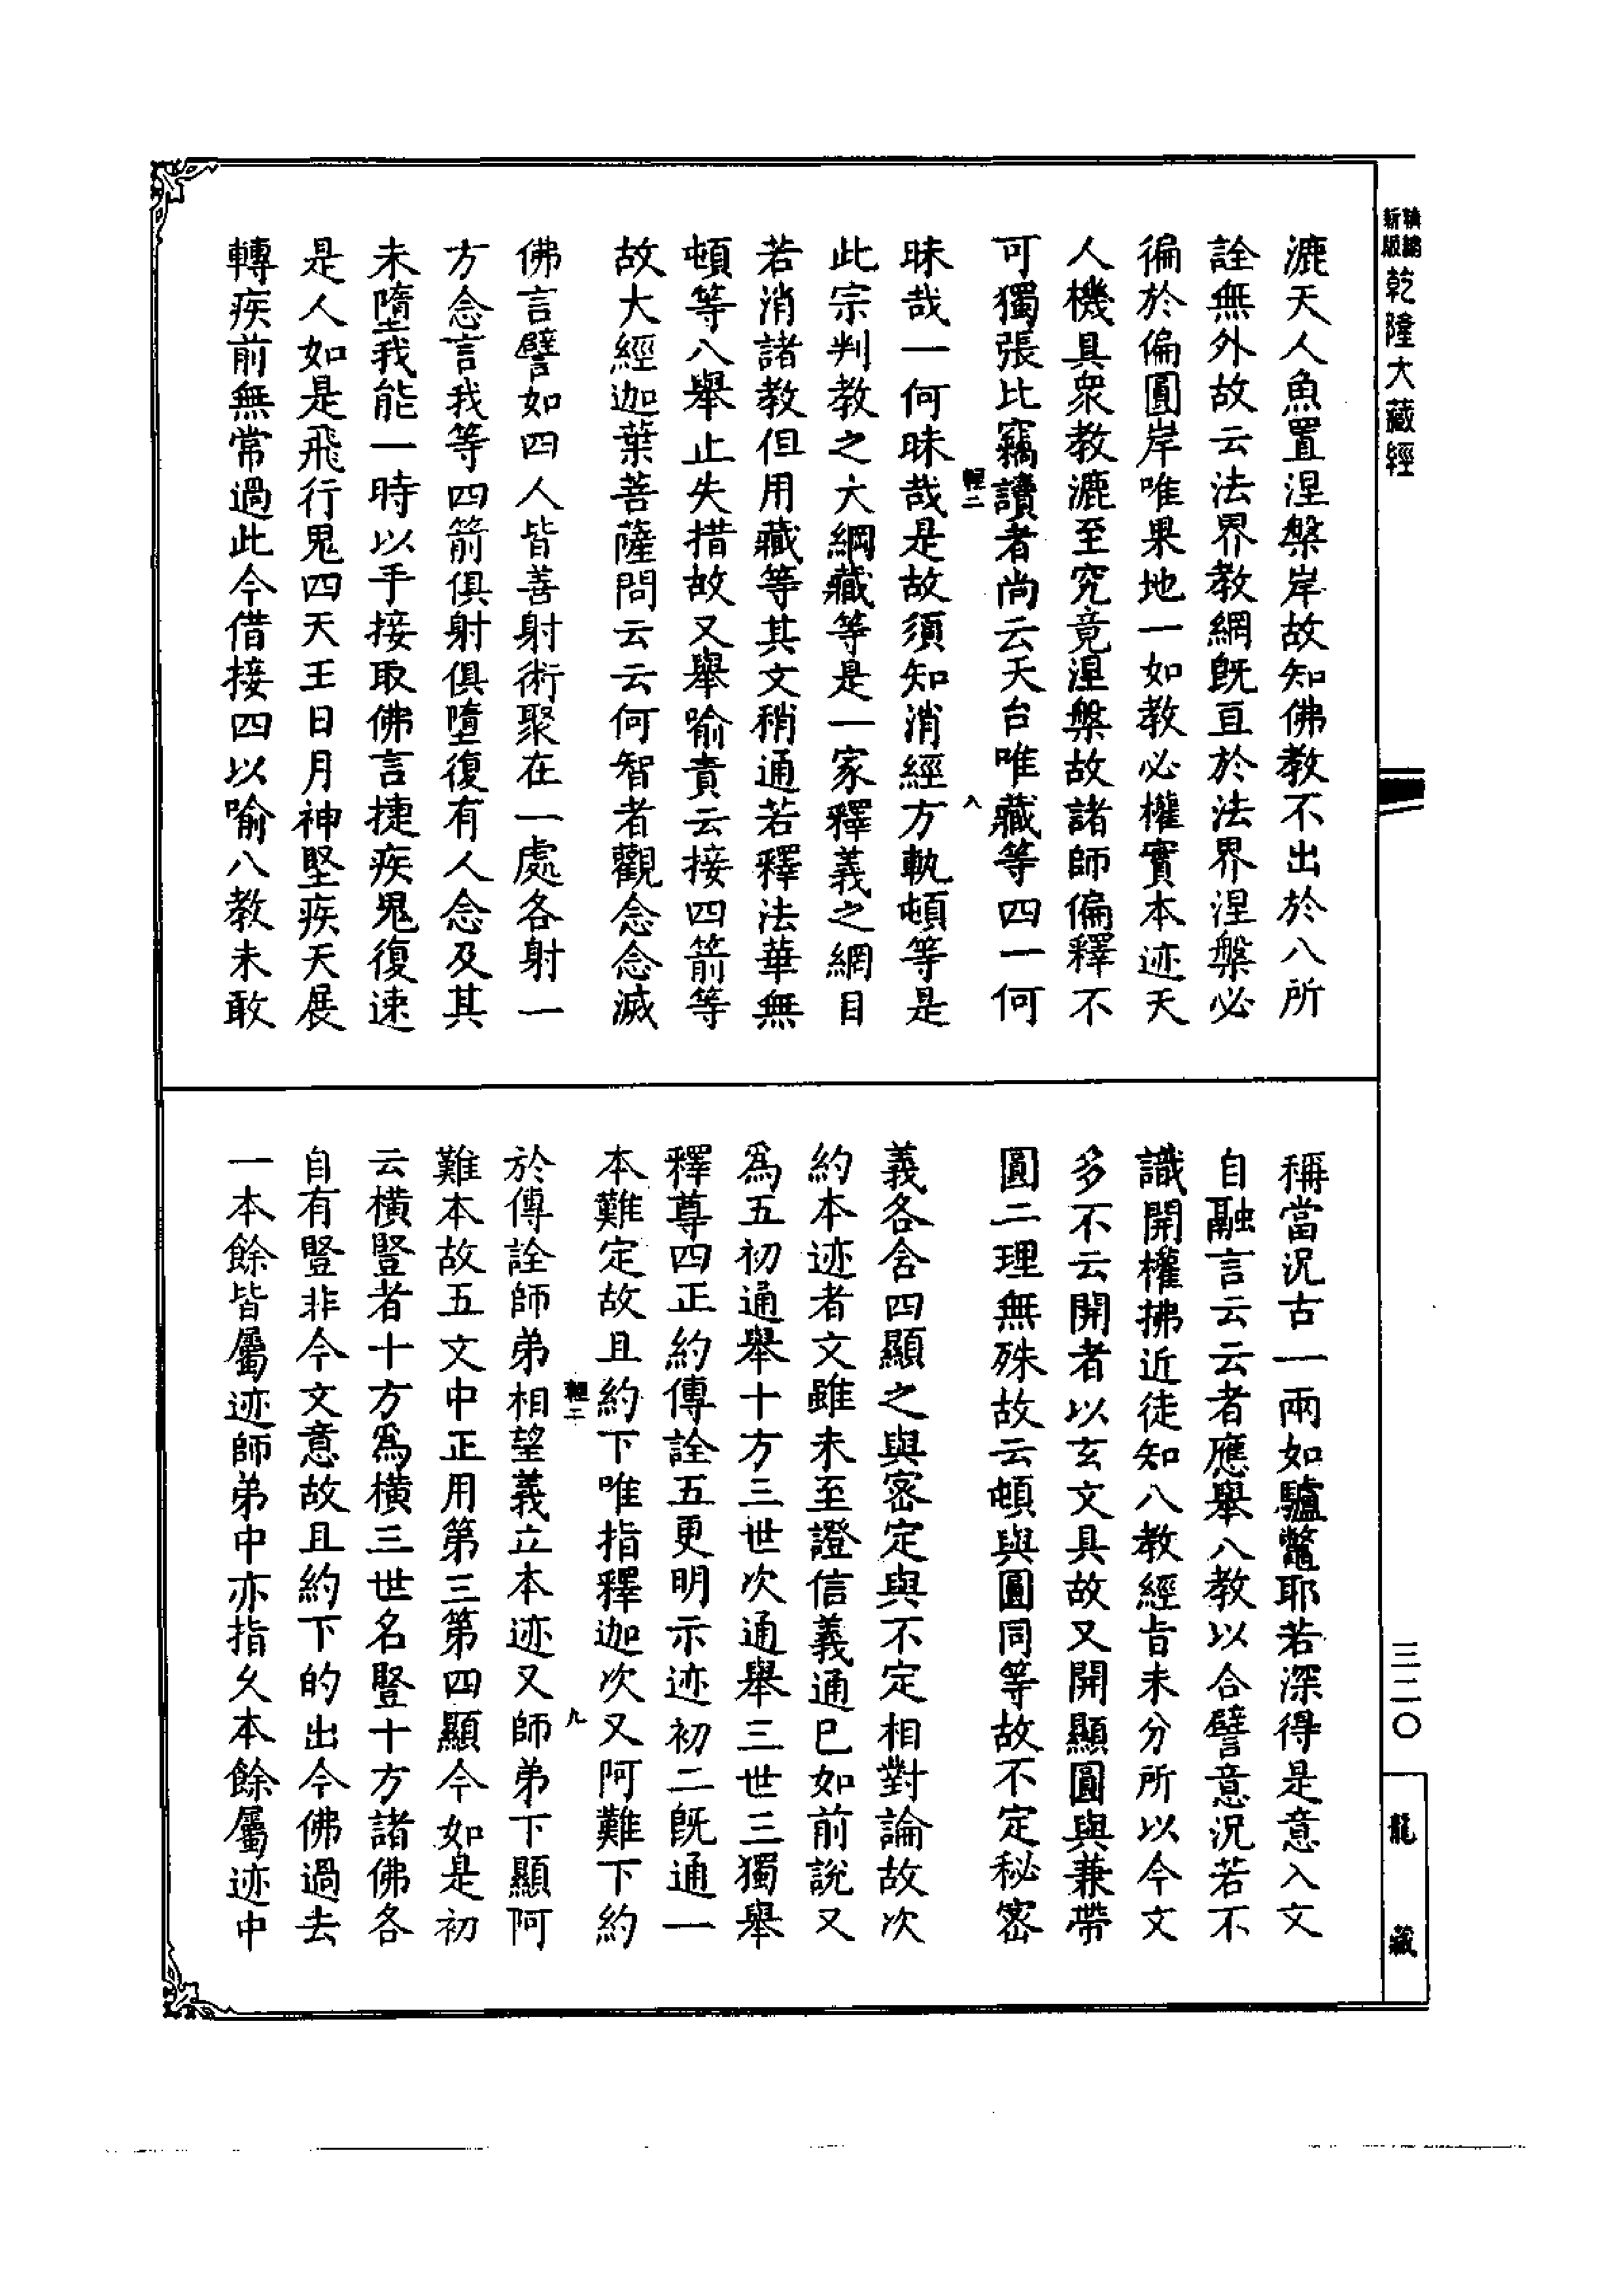 新編縮版乾隆大藏經
漉天人魚置涅槃岸故知佛教不出於八所
詮無外故云法界教網既亘於法界涅槃必
徧於偏圓岸唯果地一如教必權實本迹天
人機具眾教漉至究竟涅槃故諸師偏釋不
可獨張比竊讀者尚云天台唯藏等四一何
輕二 八
昧哉一何昧哉是故須知消經方軌頓等是
此宗判教之大綱藏等是一家釋義之網目
若消諸教但用藏等其文稍通若釋法華無
頓等八舉止失措故又舉喻責云接四箭等
故大經迦葉菩薩問云云何智者觀念念滅
佛言譬如四人皆善射術聚在一處各射一
方念言我等四箭俱射俱墮復有人念及其
未墮我能一時以手接取佛言捷疾鬼復速
是人如是飛行鬼四天王日月神堅疾天展
轉疾前無常過此今借接四以喻八教未敢
稱當況古一兩如驢鼈耶若深得是意入文
自融言云云者應舉八教以合譬意況若不
識開權拂近徒知八教經旨未分所以今文
多不云開者以玄文具故又開顯圓與兼帶
圓二理無殊故云頓與圓同等故不定秘密
義各含四顯之與密定與不定相對論故次
約本迹者文雖未至證信義通已如前說又
為五初通舉十方三世次通舉三世三獨舉
釋尊四正約傳詮五更明示迹初二既通一
本難定故且約下唯指釋迦次又阿難下約
輕二 九
於傳詮師弟相望義立本迹又師弟下顯阿
難本故五文中正用第三第四顯今如是初
云橫豎者十方為橫三世名豎十方諸佛各
自有豎非今文意故且約下的出今佛過去
一本餘皆屬迹師弟中亦指久本餘屬迹中
三二〇
龍藏